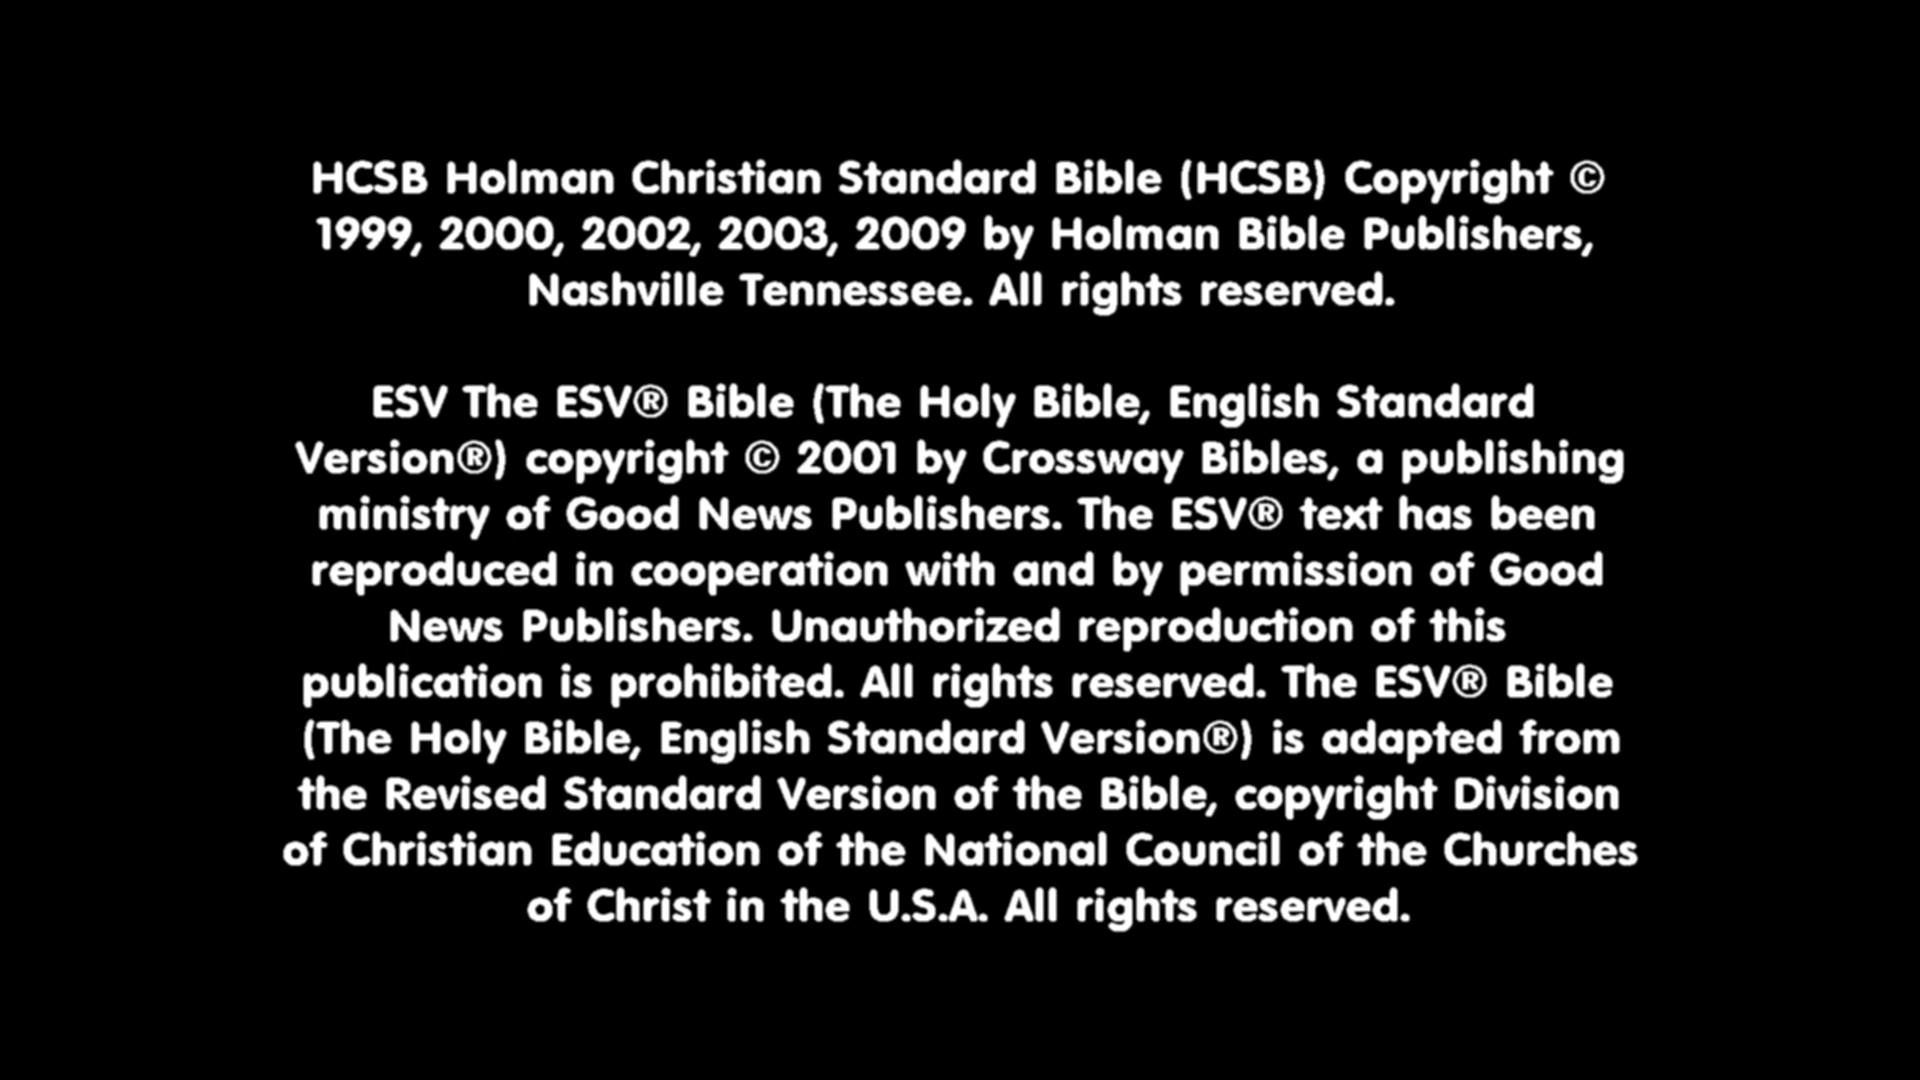 HCSB Holman Christian Standard Bible (HCSB) Copyright ©
1999, 2000, 2002, 2003, 2009 by Holman Bible Publishers,
Nashville Tennessee. All rights reserved.
ESV The ESV® Bible (The Holy Bible, English Standard
Version®) copyright © 2001 by Crossway Bibles, a publishing
ministry of Good News Publishers. The ESV® text has been
reproduced in cooperation with and by permission of Good
News Publishers. Unauthorized reproduction of this
publication is prohibited. All rights reserved. The ESV® Bible
(The Holy Bible, English Standard Version®) is adapted from
the Revised Standard Version of the Bible, copyright Division
of Christian Education of the National Council of the Churches
of Christ in the U.S.A. All rights reserved.